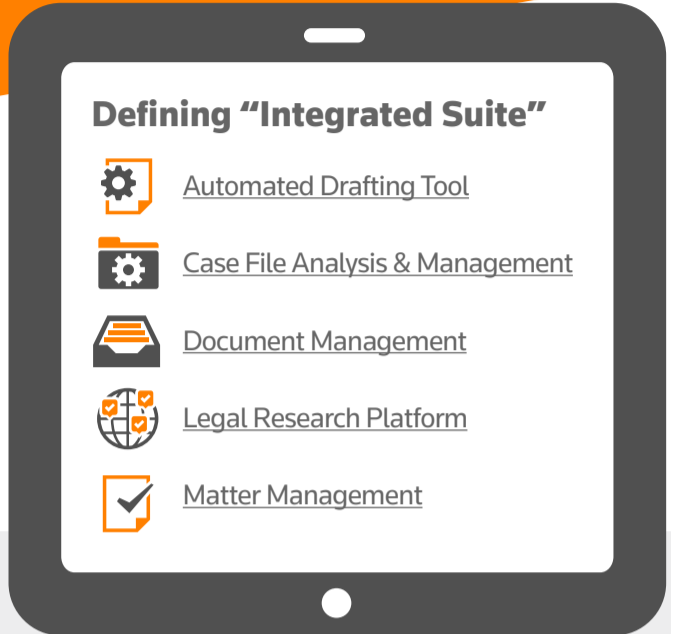 Defining “Integrated Suite”
Automated Drafting Tool
Case File Analysis & Management
Document Management
Legal Research Platform
Matter Management